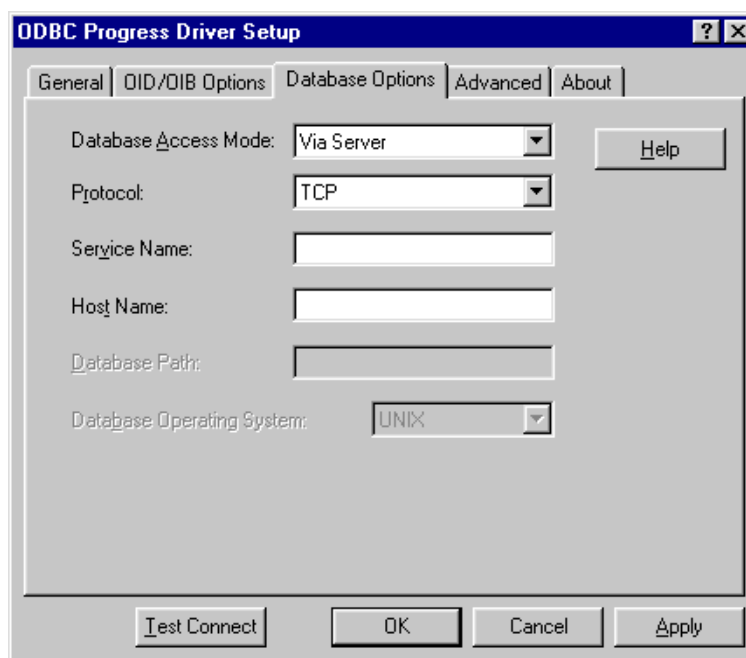 ODBC Progress Driver Setup
General OID/OIB Options Database Options Advanced About
Database Access Mode: Via Server Help
Protocol: TCP
Service Name:
Host Name:
Database Path:
Database Operating System: UNIX
Test Connect OK Cancel Apply